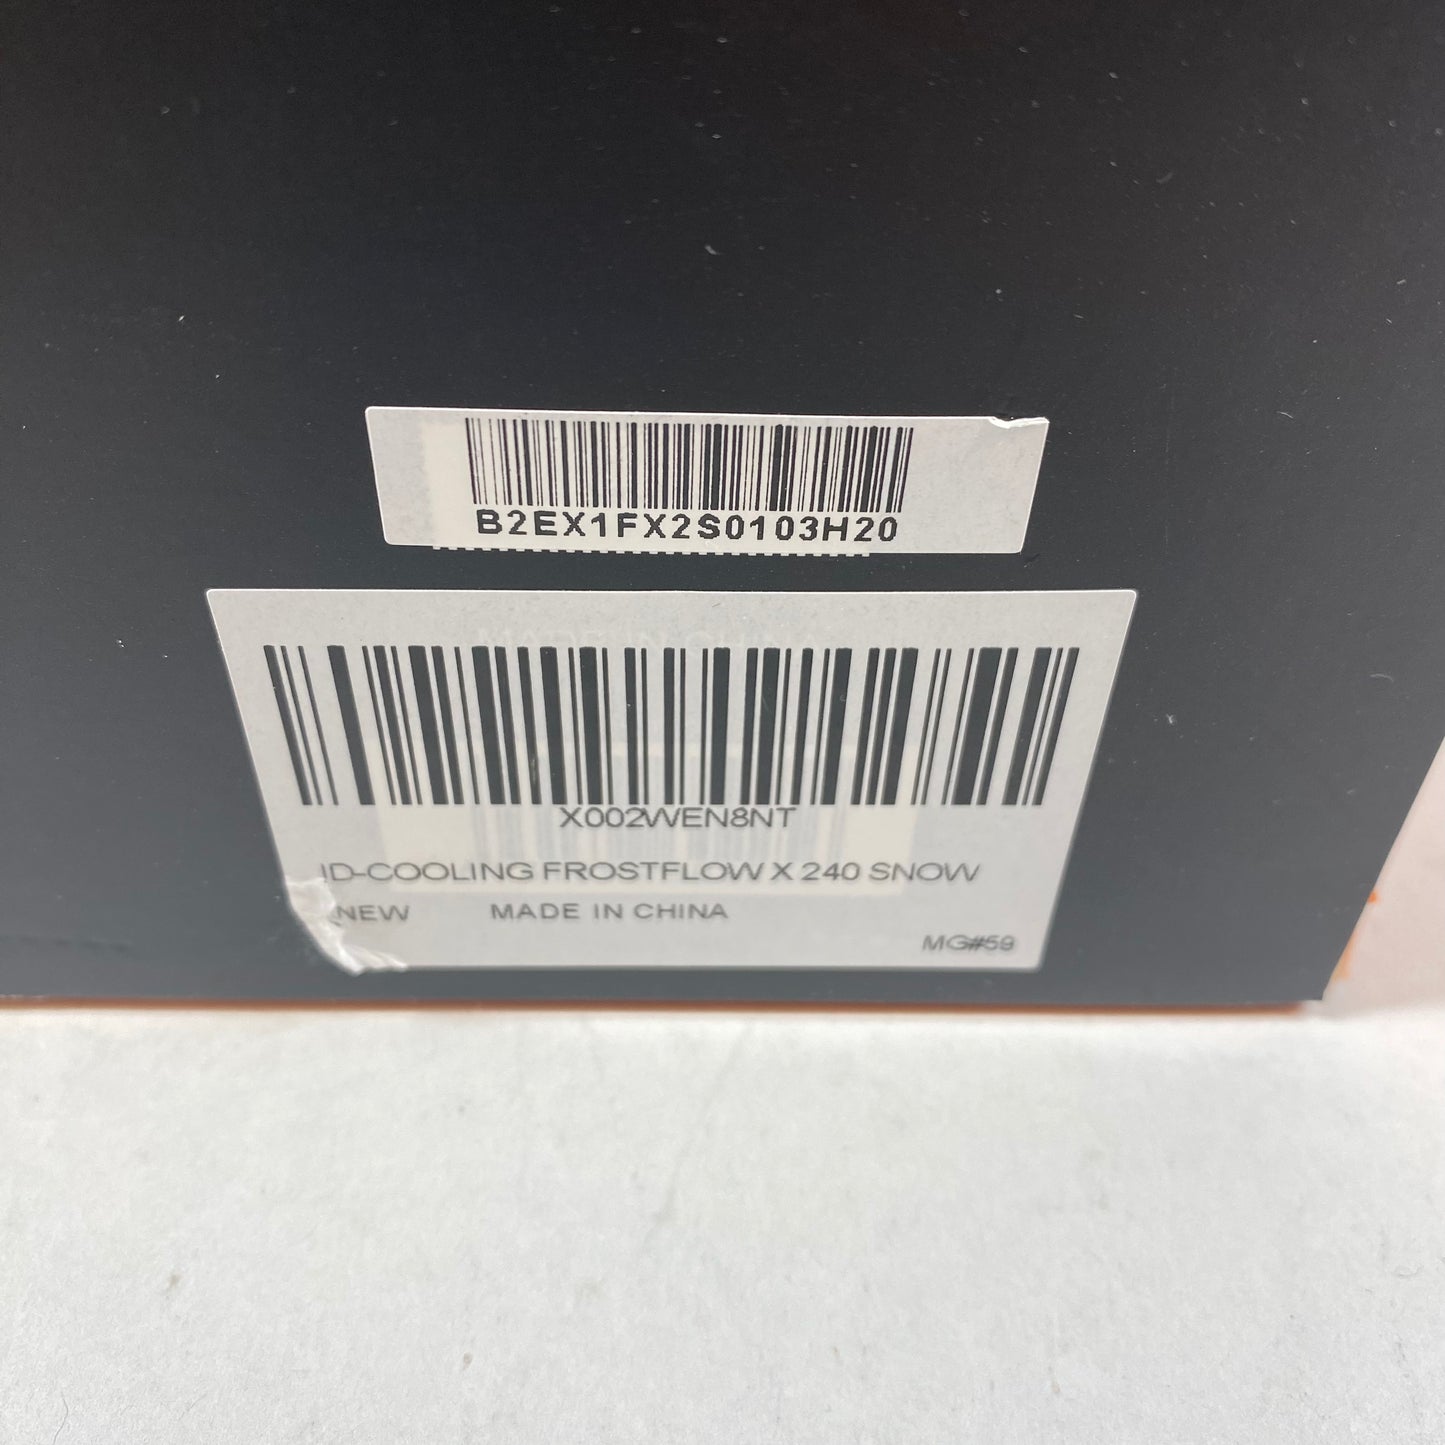 B2EX1FX2S0103H20
X002WEN8NT
ID-COOLING FROSTFLOW X 240 SNOW
NEW MADE IN CHINA
MG#59